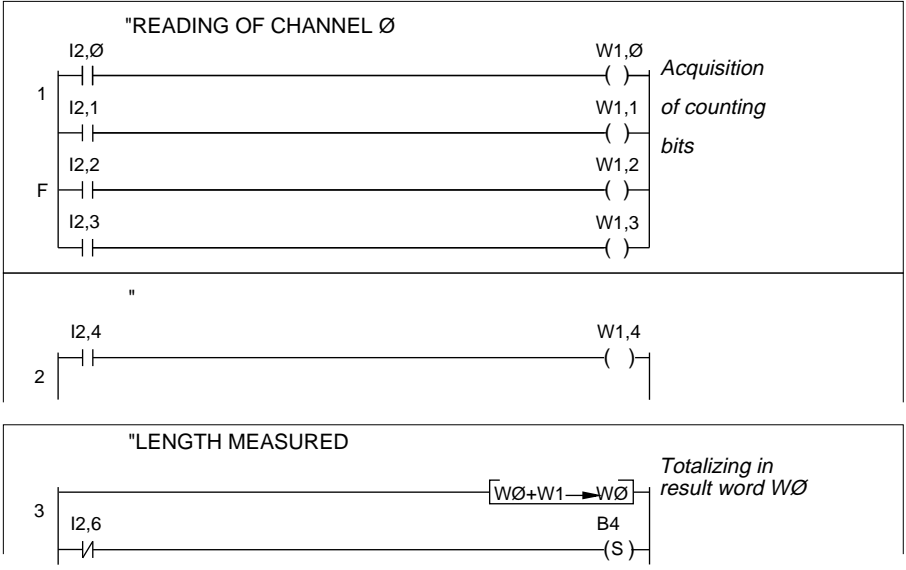 "READING OF CHANNEL Ø
I2,Ø W1,Ø
Acquisition
1
I2,1 W1,1 of counting
bits
I2,2 W1,2
F
I2,3 W1,3
"
I2,4 W1,4
2
"LENGTH MEASURED
Totalizing in
WØ+W1 WØ result word WØ
3
I2,6 B4
(S)